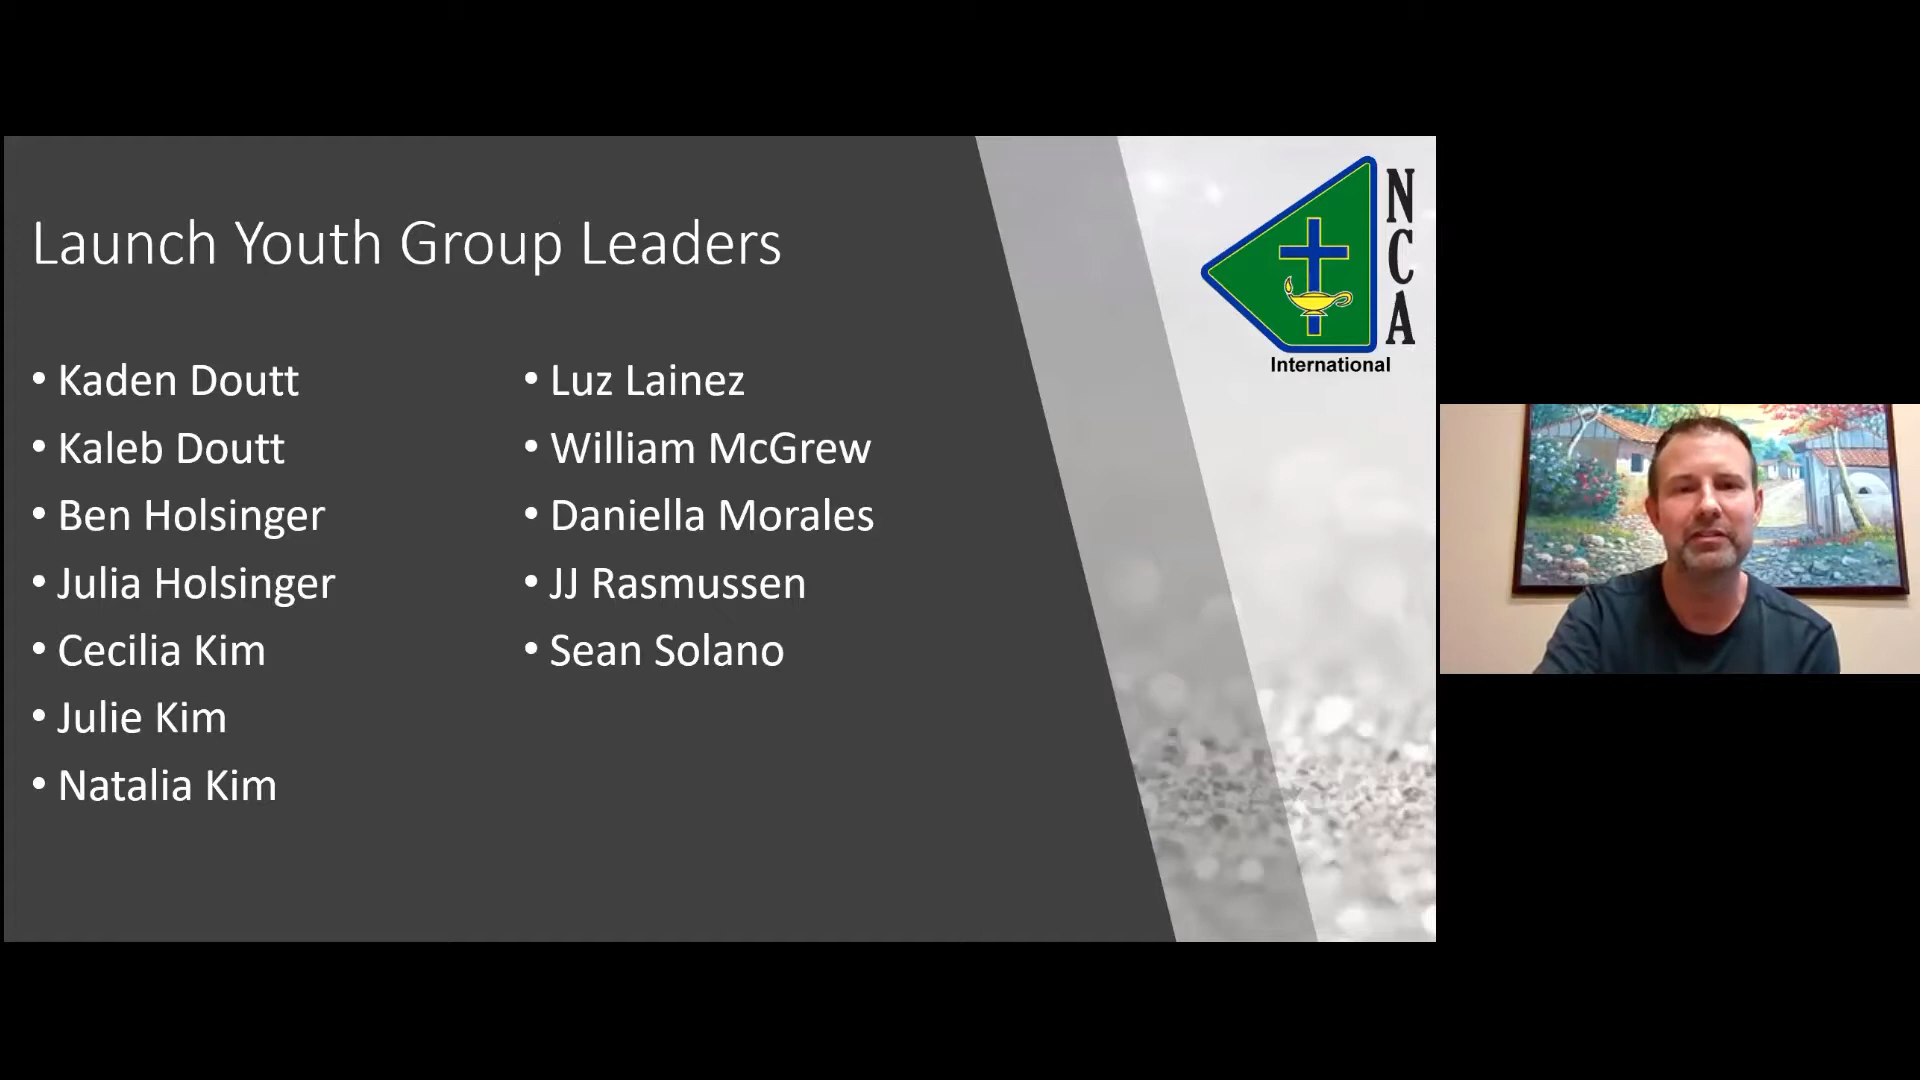 Launch Youth Group Leaders
• Kaden Doutt
• Kaleb Doutt
• Ben Holsinger
• Julia Holsinger
• Cecilia Kim
• Julie Kim
• Natalia Kim
• Luz Lainez
• William McGrew
• Daniella Morales
• JJ Rasmussen
• Sean Solano
NCA
International